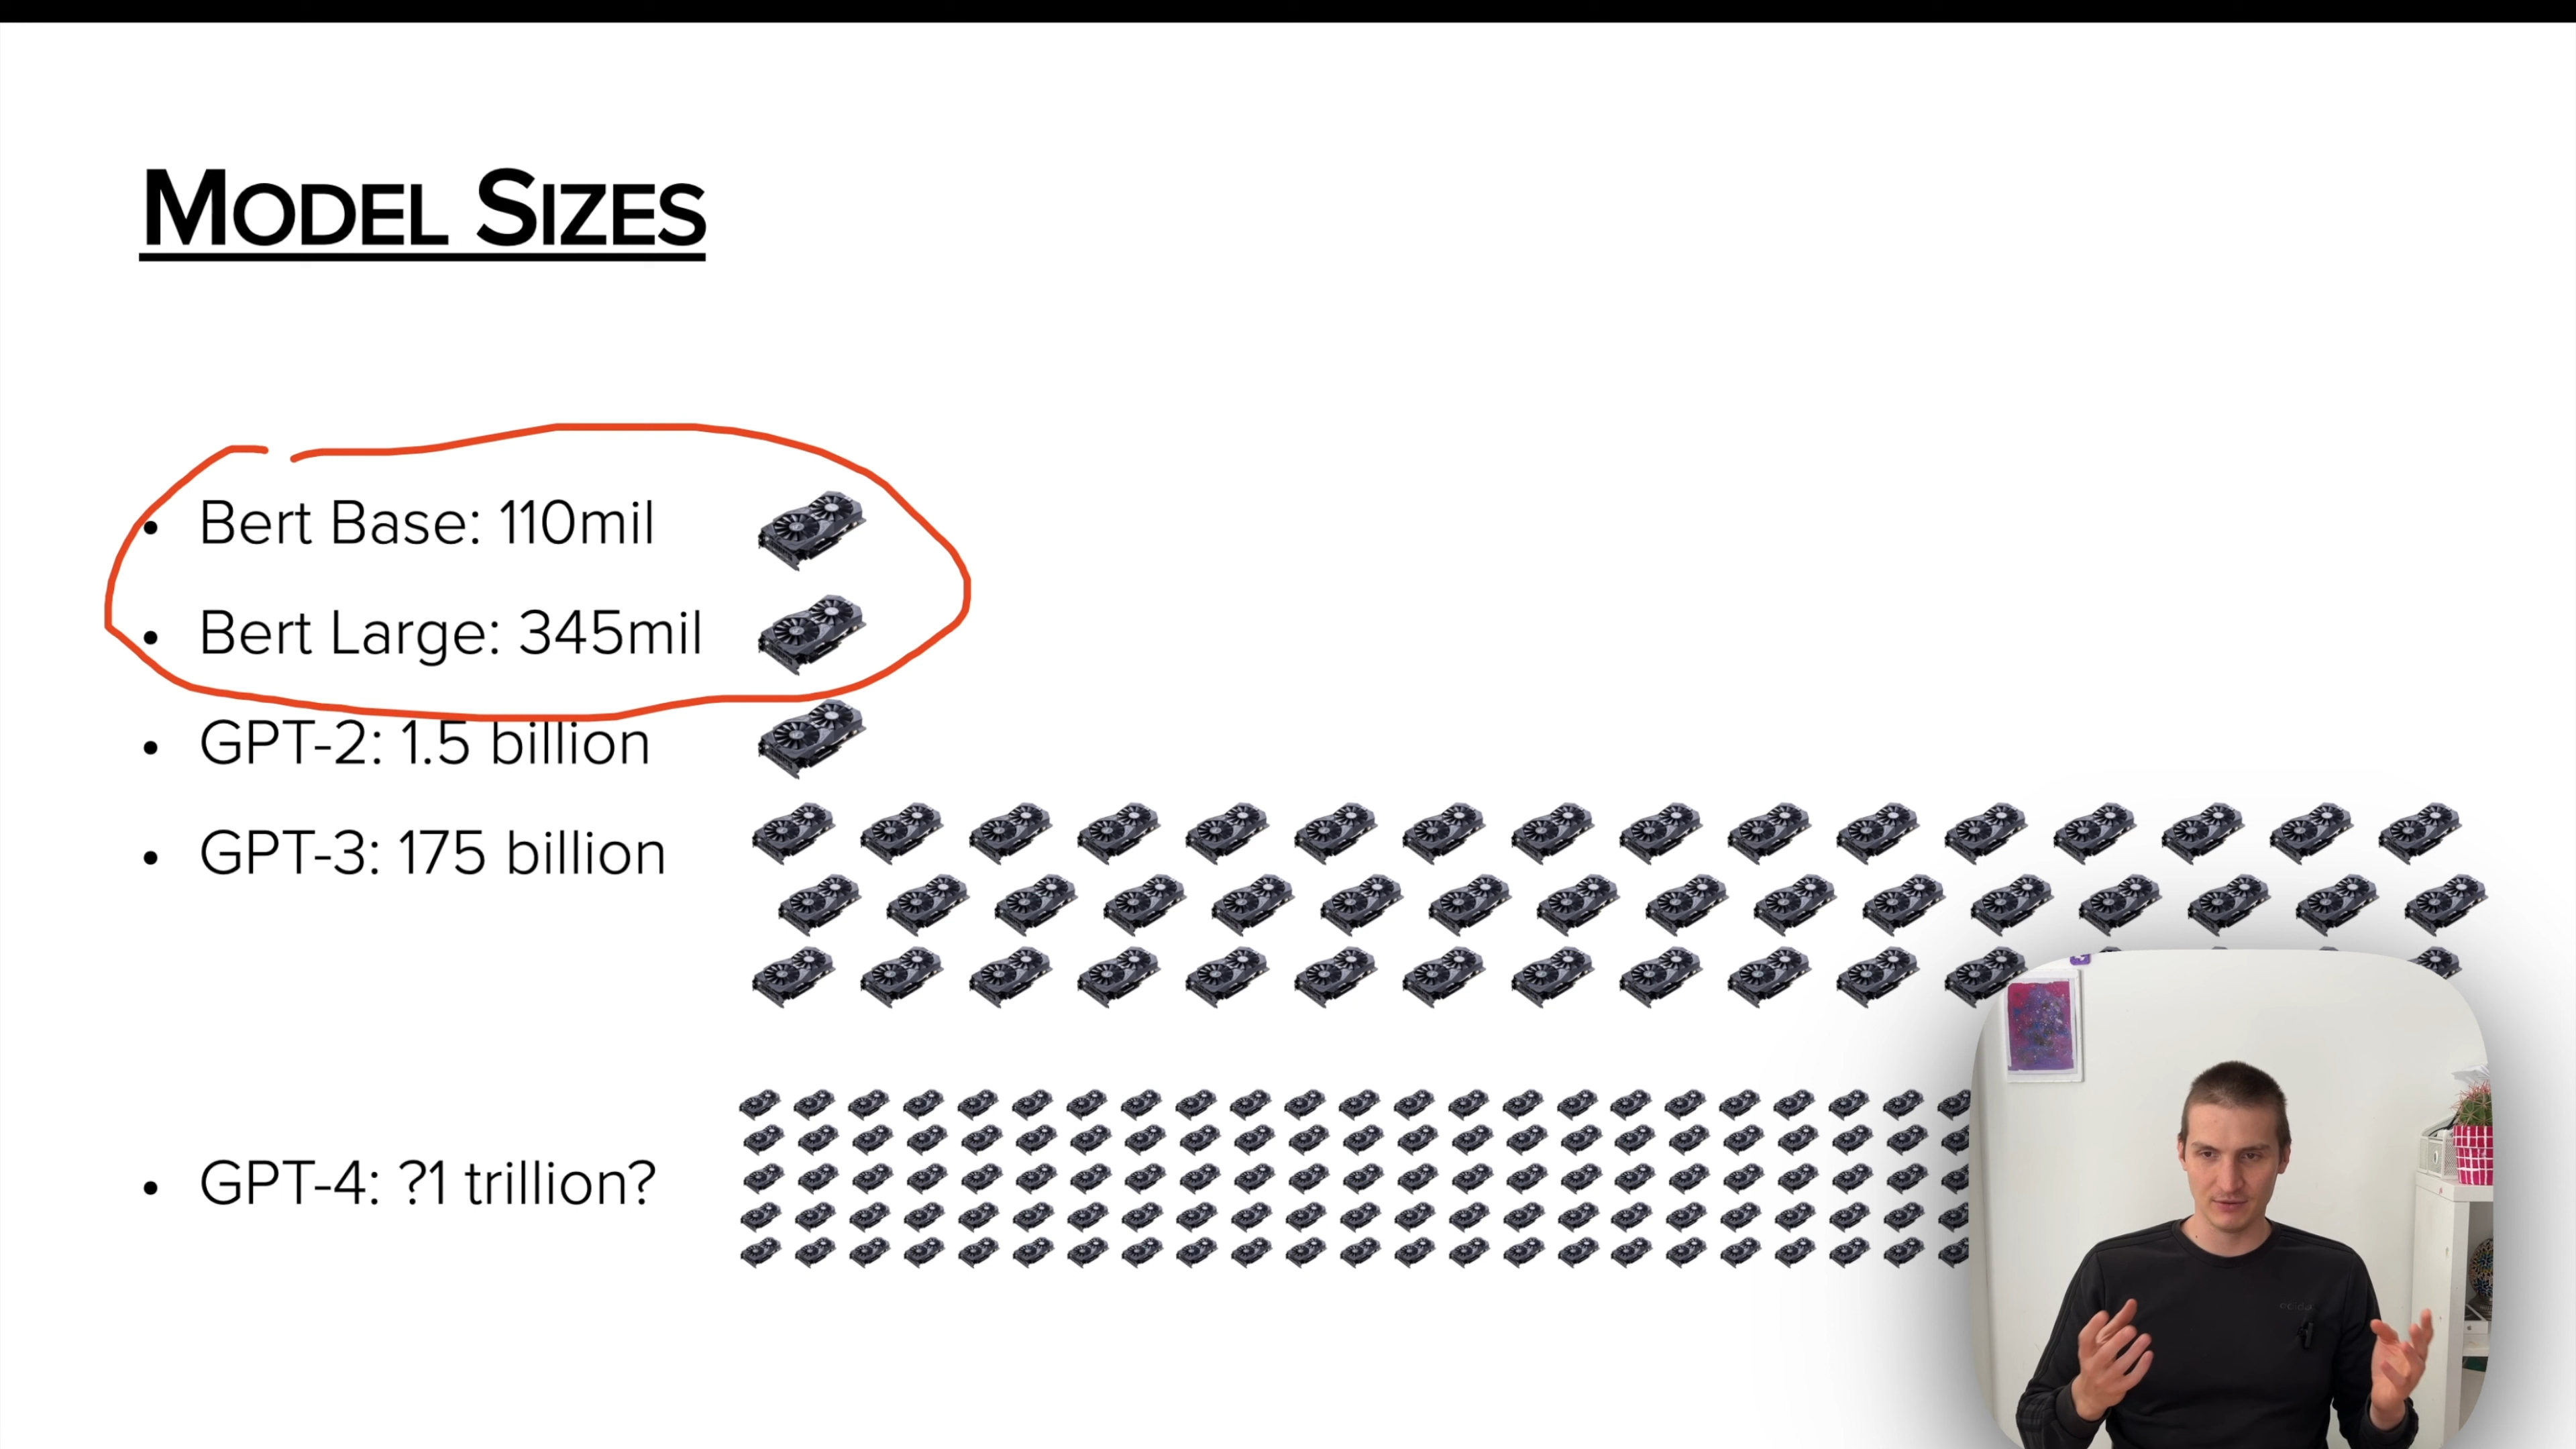 MODEL SIZES
• Bert Base: 110mil
• Bert Large: 345mil
• GPT-2: 1.5 billion
• GPT-3: 175 billion
• GPT-4: ?1 trillion?